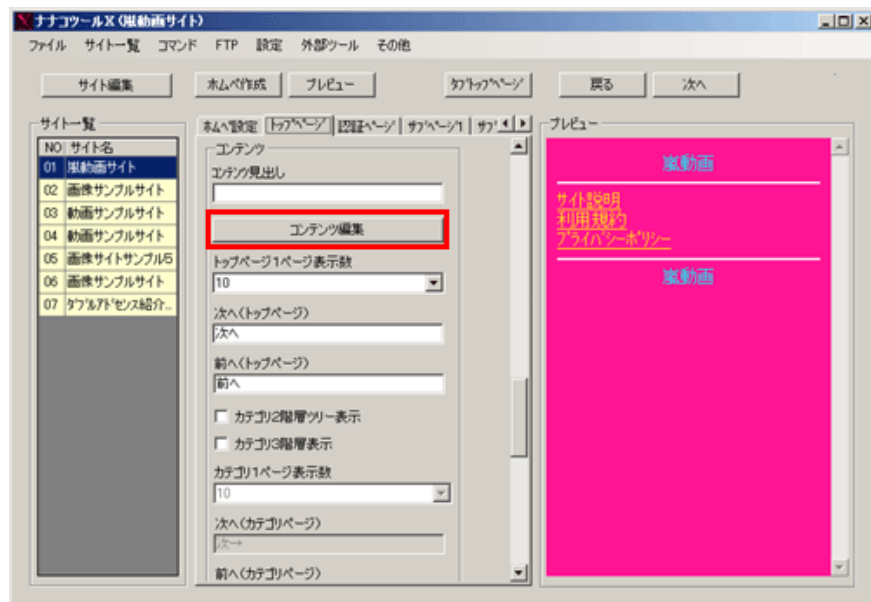 ナナコツールX (嵐動画サイト)
ファイル サイト一覧 コマンド FTP 設定 外部ツール その他
サイト編集 ホムペ作成 プレビュー タブトップページ 戻る 次へ
サイト一覧
NO サイト名
01 嵐動画サイト
02 画像サンプルサイト
03 動画サンプルサイト
04 動画サンプルサイト
05 画像サイトサンプル5
06 画像サンプルサイト
07 ダブルアドセンス紹介...
ホムペ設定 トップページ 認証ページ サブページ1 サブ
コンテンツ
コンテンツ見出し
コンテンツ編集
トップページ1ページ表示数
10
次へ(トップページ)
次へ
前へ(トップページ)
前へ
カテゴリ2階層ツリー表示
カテゴリ3階層表示
カテゴリ1ページ表示数
10
次へ(カテゴリページ)
次→
前へ(カテゴリページ)
プレビュー
嵐動画
サイト説明
利用規約
プライバシーポリシー
嵐動画